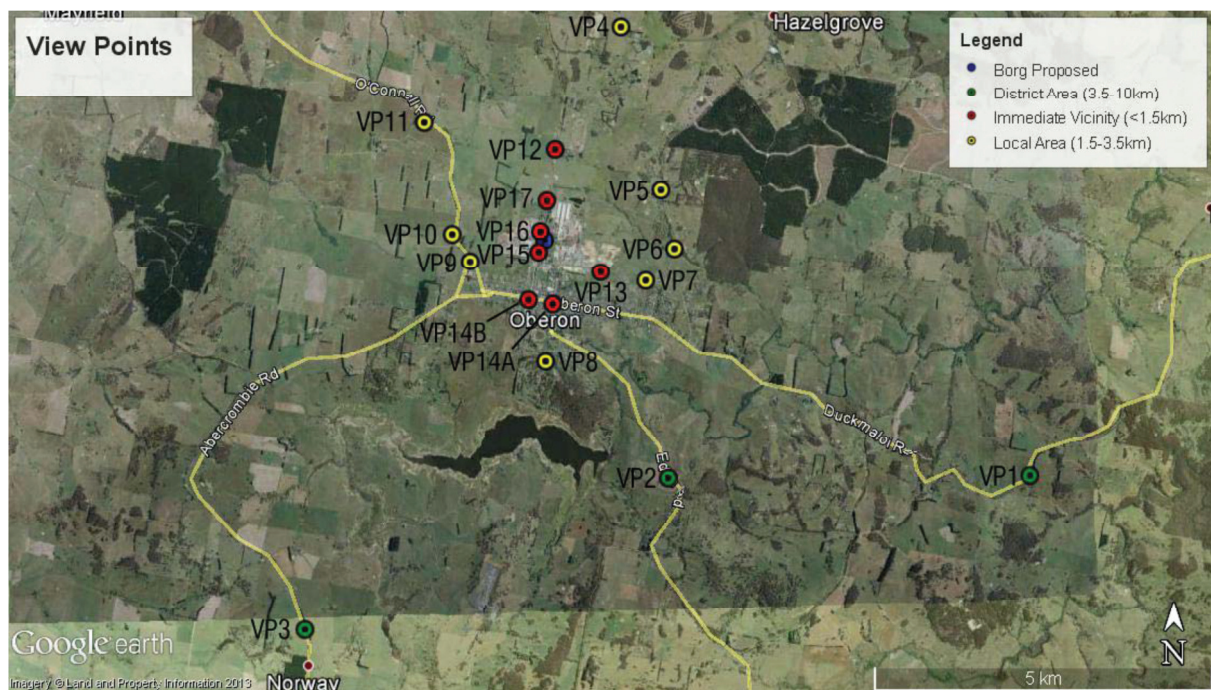 Mayfield
View Points
VP4
Hazelgrove
Legend
Borg Proposed
District Area (3.5-10km)
Immediate Vicinity (<1.5km)
Local Area (1.5-3.5km)
O'Connell
VP11
VP12
VP17
VP5
VP16
VP10
VP15
VP6
VP9
VP13
VP7
beron St
VP14B
Oberon
VP14A
VP8
Abercrombie Rd
Duckmaloi Rd
Ed
VP2
Rd
VP1
VP3
Google earth
Norway
N
5 km
Imagery © Land and Property Information 2013